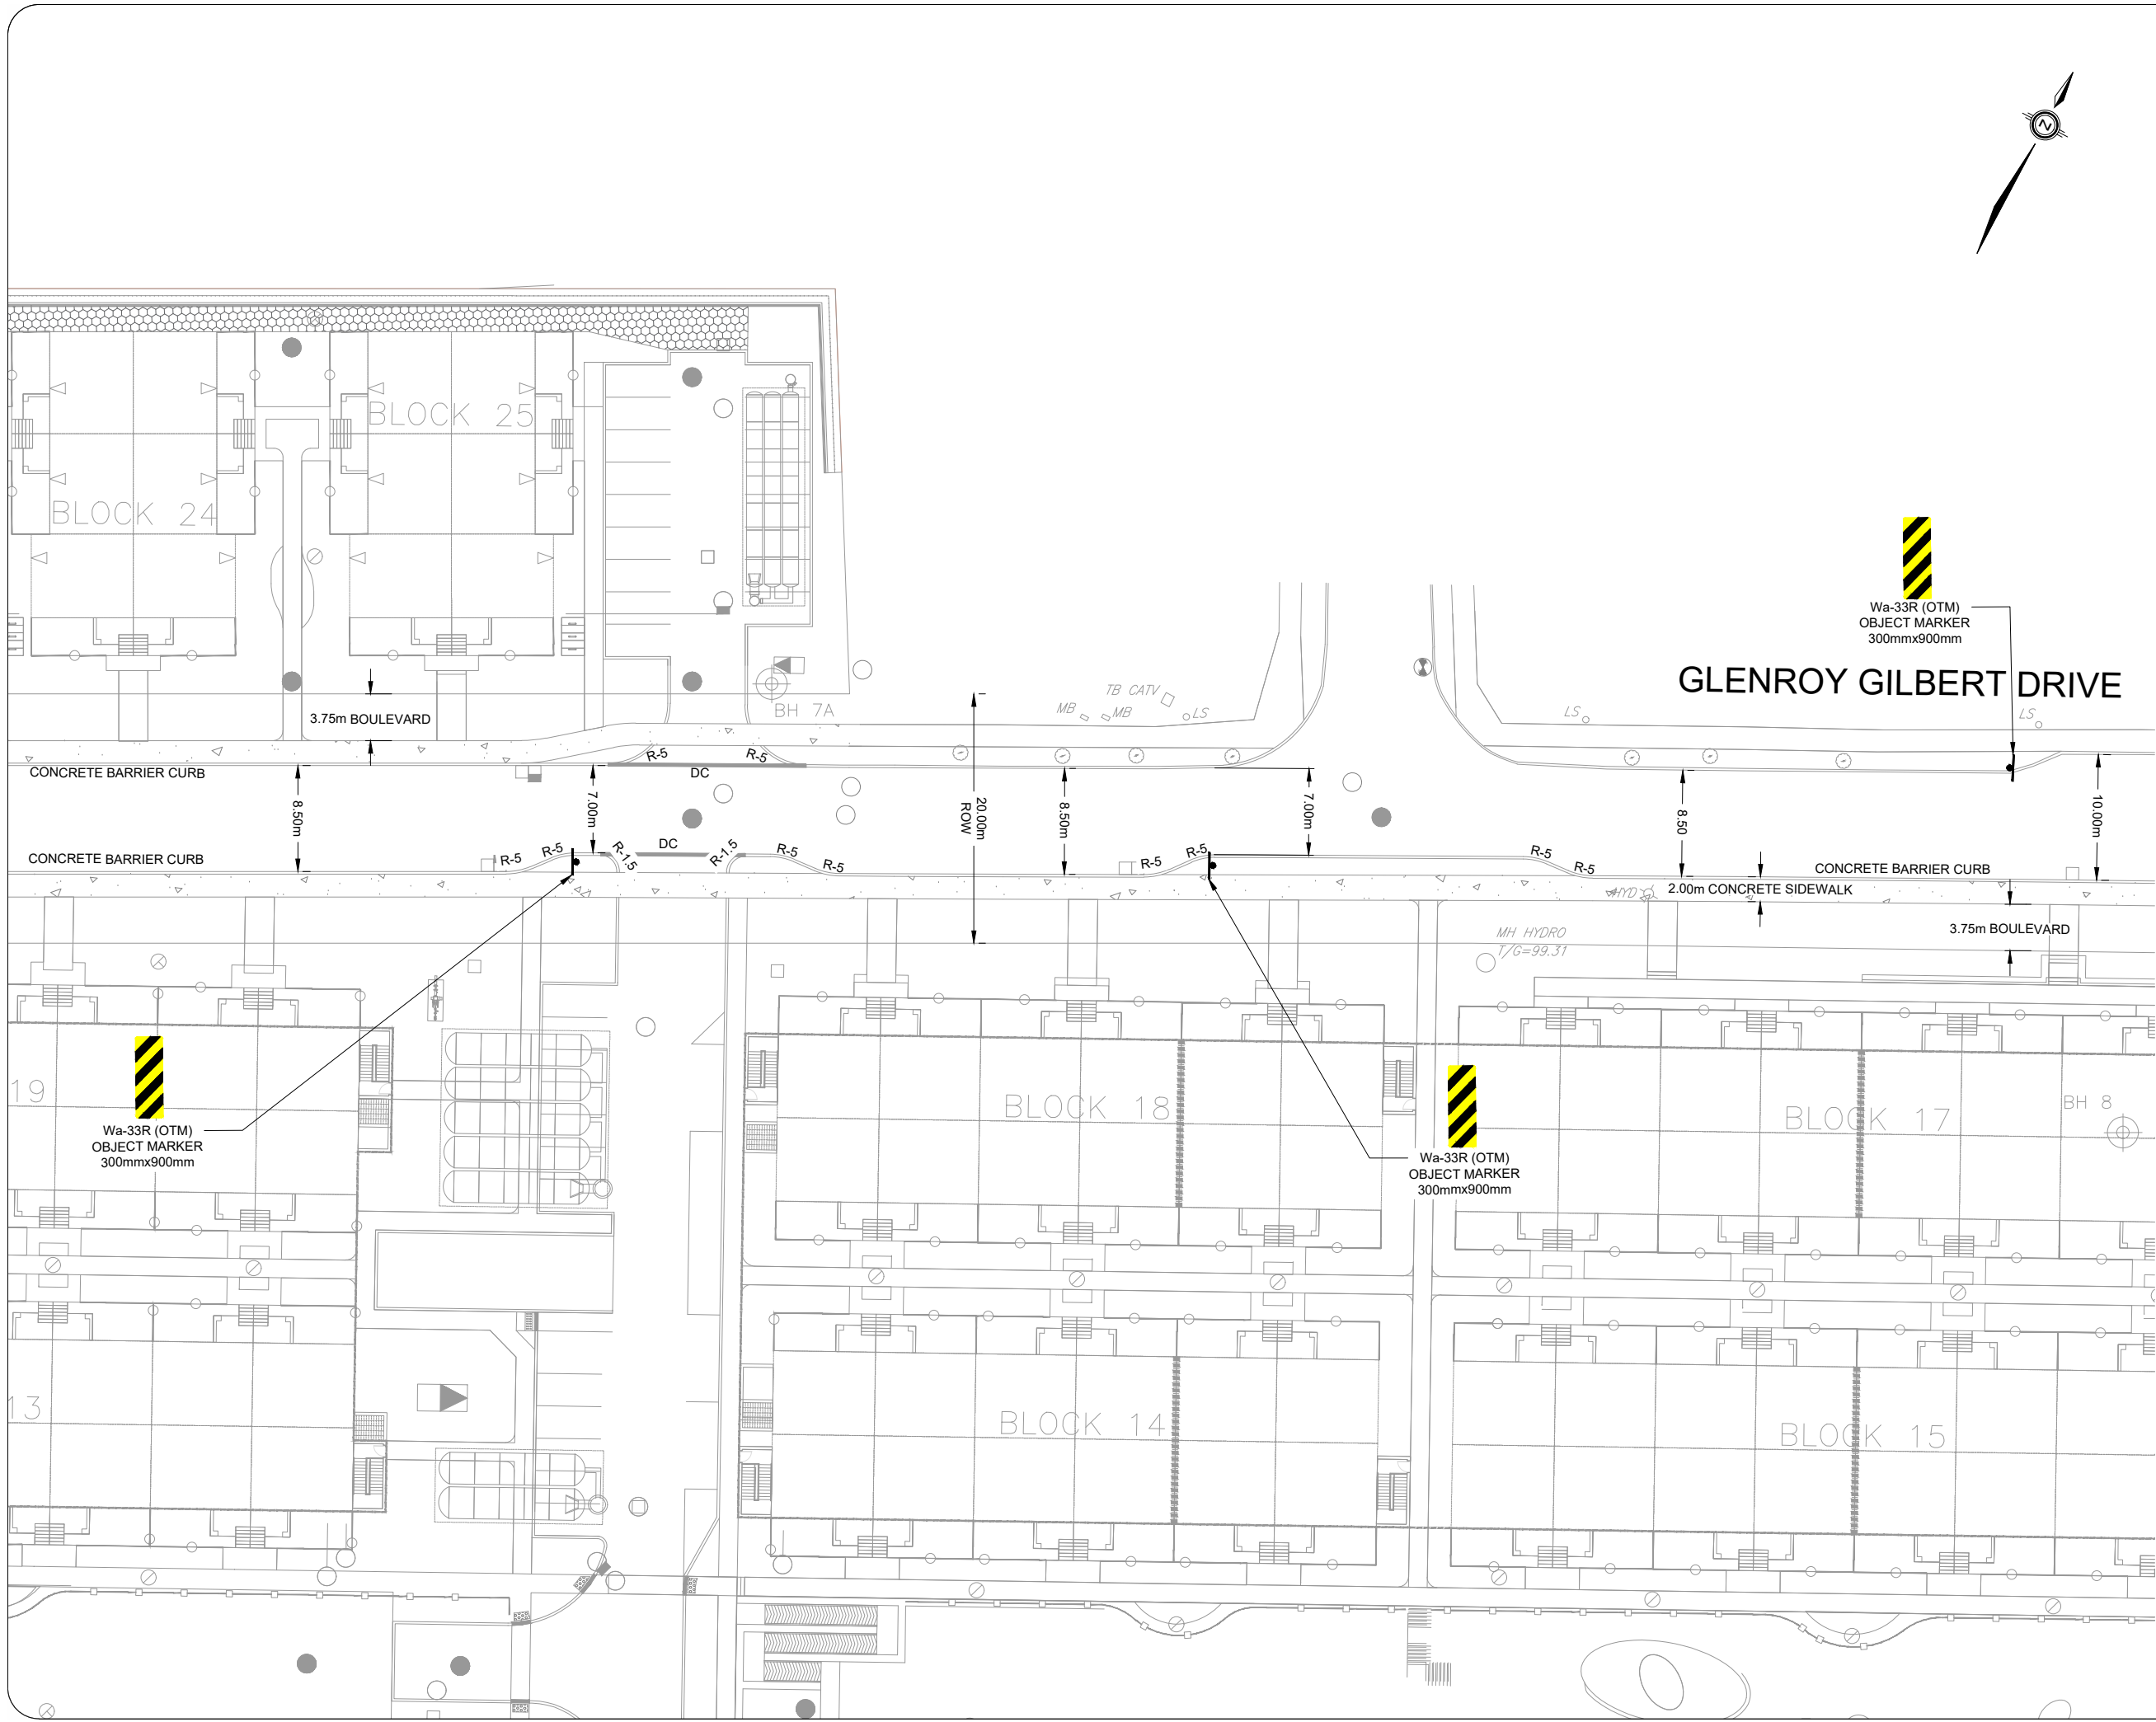 N
BLOCK 25
BLOCK 24
Wa-33R (OTM)
OBJECT MARKER
300mmx900mm
GLENROY GILBERT DRIVE
3.75m BOULEVARD
BH 7A
TB CATV
MB
MB
LS
LS
LS
CONCRETE BARRIER CURB
R-5
DC
R-5
8.50m
7.00m
20.00m
ROW
8.50m
7.00m
8.50
10.00m
CONCRETE BARRIER CURB
R-5
R-5
R-1.5
DC
R-1.5
R-5
R-5
R-5
R-5
R-5
R-5
CONCRETE BARRIER CURB
HYD
2.00m CONCRETE SIDEWALK
3.75m BOULEVARD
MH HYDRO
T/G=99.31
19
Wa-33R (OTM)
OBJECT MARKER
300mmx900mm
BLOCK 18
Wa-33R (OTM)
OBJECT MARKER
300mmx900mm
BLOCK 17
BH 8
13
BLOCK 14
BLOCK 15